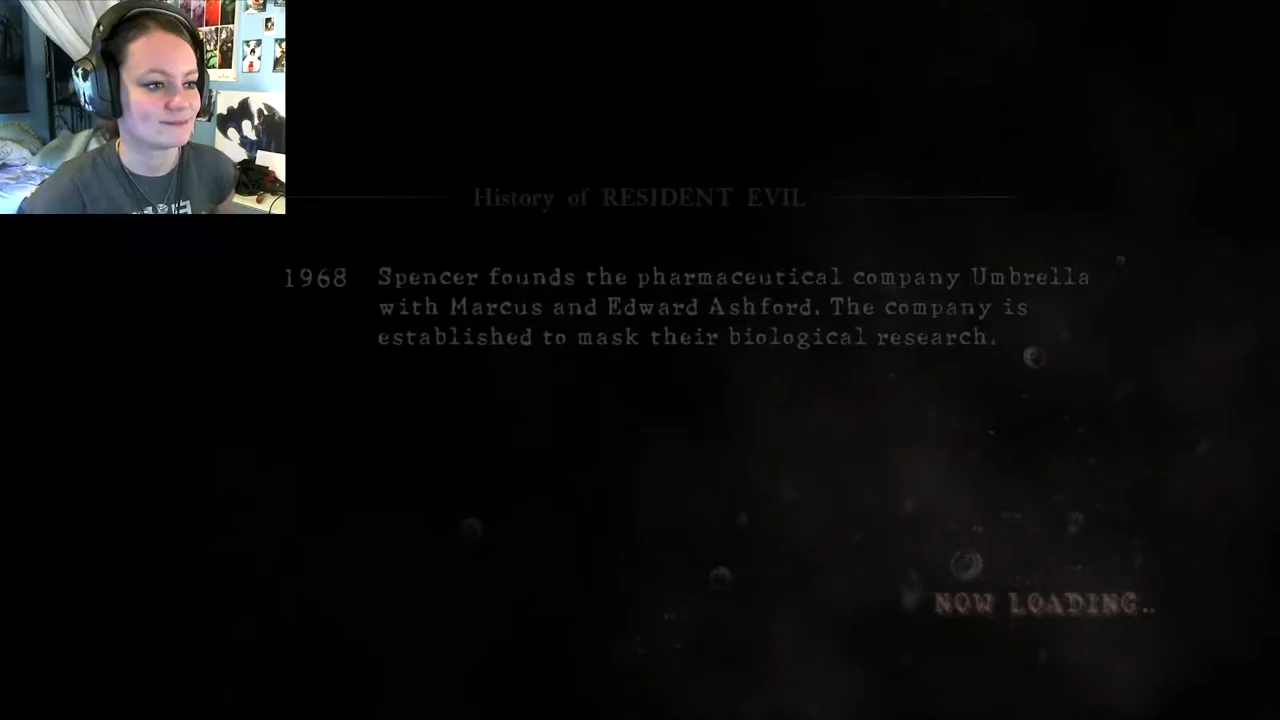 History of RESIDENT EVIL
1968 Spencer founds the pharmaceutical company Umbrella
with Marcus and Edward Ashford. The company is
established to mask their biological research.
NOW LOADING..